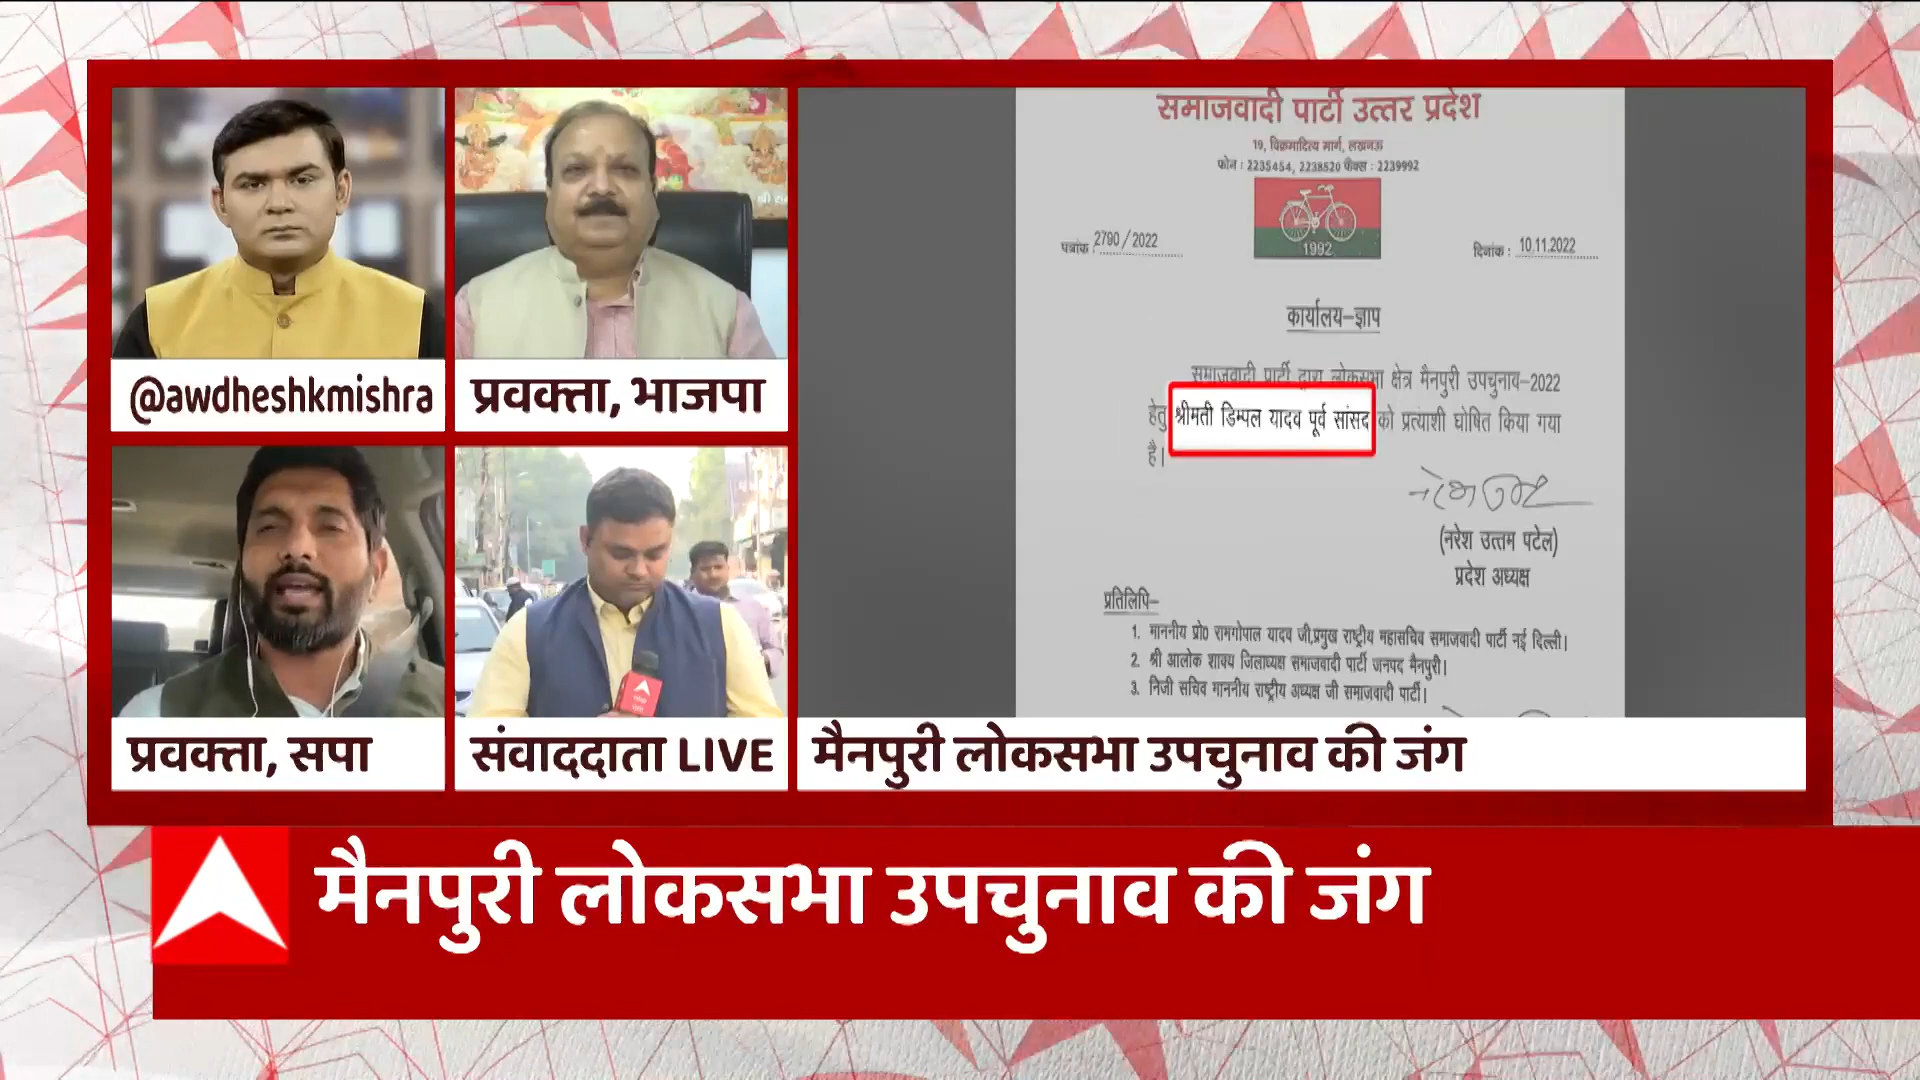 @awdheshkmishra
प्रवक्ता, भाजपा
प्रवक्ता, सपा
संवाददाता LIVE
समाजवादी पार्टी उत्तर प्रदेश
19, विक्रमादित्य मार्ग, लखनऊ
फोन : 2235454, 2238520 फैक्स : 2239992
1992
पत्रांक : 2790/2022
दिनांक : 10.11.2022
कार्यालय-ज्ञाप
समाजवादी पार्टी द्वारा लोकसभा क्षेत्र मैनपुरी उपचुनाव-2022
हेतु श्रीमती डिम्पल यादव पूर्व सांसद को प्रत्याशी घोषित किया गया
है।
(नरेश उत्तम पटेल)
प्रदेश अध्यक्ष
प्रतिलिपि-
1. माननीय प्रो0 रामगोपाल यादव जी,प्रमुख राष्ट्रीय महासचिव समाजवादी पार्टी नई दिल्ली।
2. श्री आलोक शाक्य जिलाध्यक्ष समाजवादी पार्टी जनपद मैनपुरी।
3. निजी सचिव माननीय राष्ट्रीय अध्यक्ष जी समाजवादी पार्टी।
मैनपुरी लोकसभा उपचुनाव की जंग
मैनपुरी लोकसभा उपचुनाव की जंग